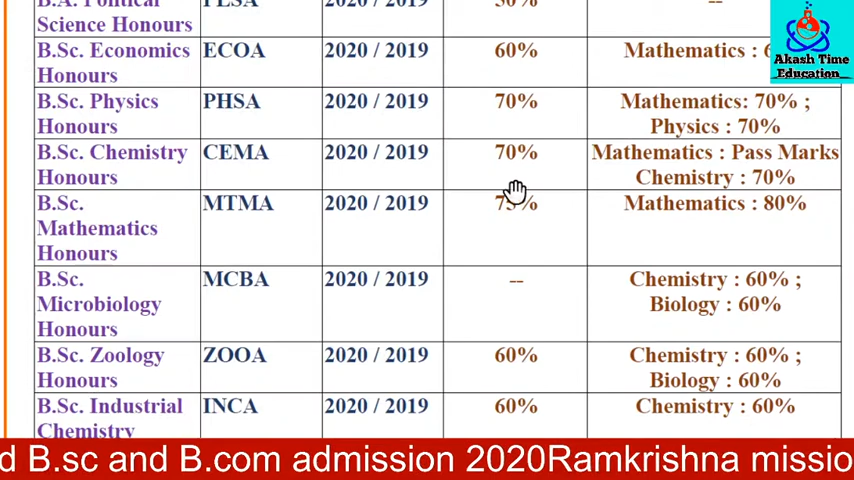 B.A. Political 2020 / 2019 50% --
Science Honours
B.Sc. Economics ECOA 2020 / 2019 60% Mathematics :
Honours
B.Sc. Physics PHSA 2020 / 2019 70% Mathematics: 70% ;
Honours Physics : 70%
B.Sc. Chemistry CEMA 2020 / 2019 70% Mathematics : Pass Marks
Honours Chemistry : 70%
B.Sc. MTMA 2020 / 2019 Mathematics : 80%
Mathematics
Honours
B.Sc. MCBA 2020 / 2019 -- Chemistry : 60% ;
Microbiology Biology : 60%
Honours
B.Sc. Zoology ZOOA 2020 / 2019 60% Chemistry : 60% ;
Honours Biology : 60%
B.Sc. Industrial INCA 2020 / 2019 60% Chemistry : 60%
Chemistry
Akash Time
Education
d B.sc and B.com admission 2020Ramkrishna missio